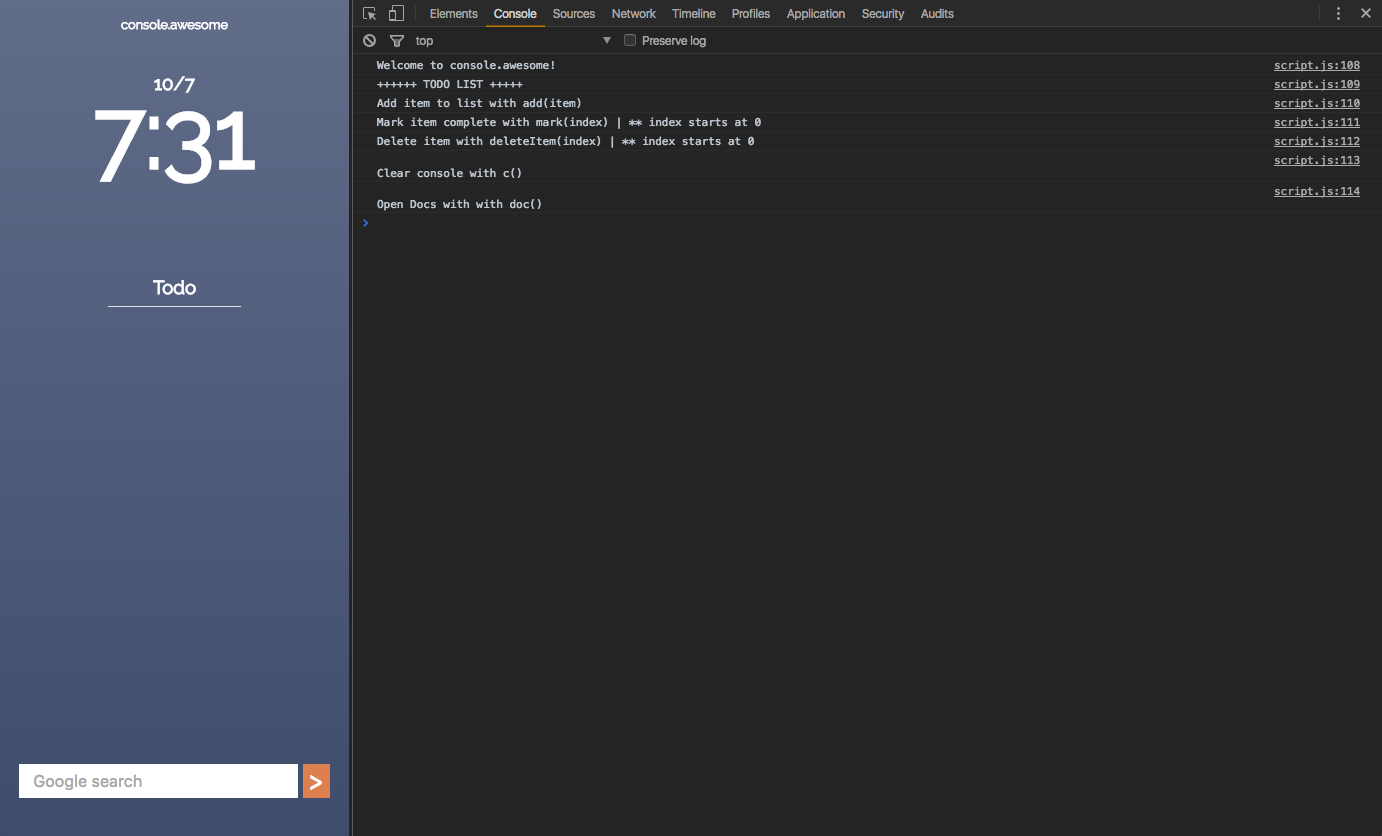 console.awesome
10/7
7:31
Todo
Google search
>
Elements Console Sources Network Timeline Profiles Application Security Audits
top ▼ Preserve log
Welcome to console.awesome! script.js:108
++++++ TODO LIST +++++ script.js:109
Add item to list with add(item) script.js:110
Mark item complete with mark(index) | ** index starts at 0 script.js:111
Delete item with deleteItem(index) | ** index starts at 0 script.js:112
script.js:113
Clear console with c()
script.js:114
Open Docs with with doc()
>